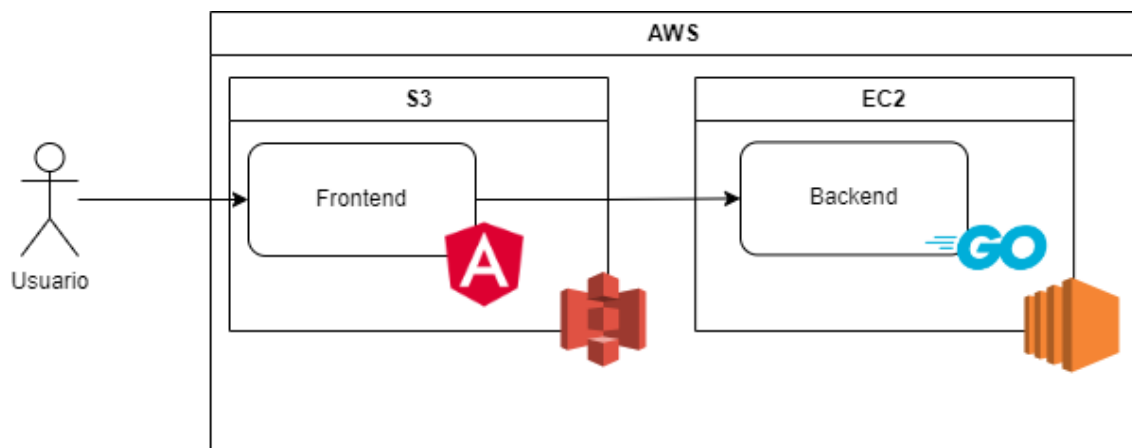 AWS
S3
EC2
Frontend
Backend
GO
Usuario